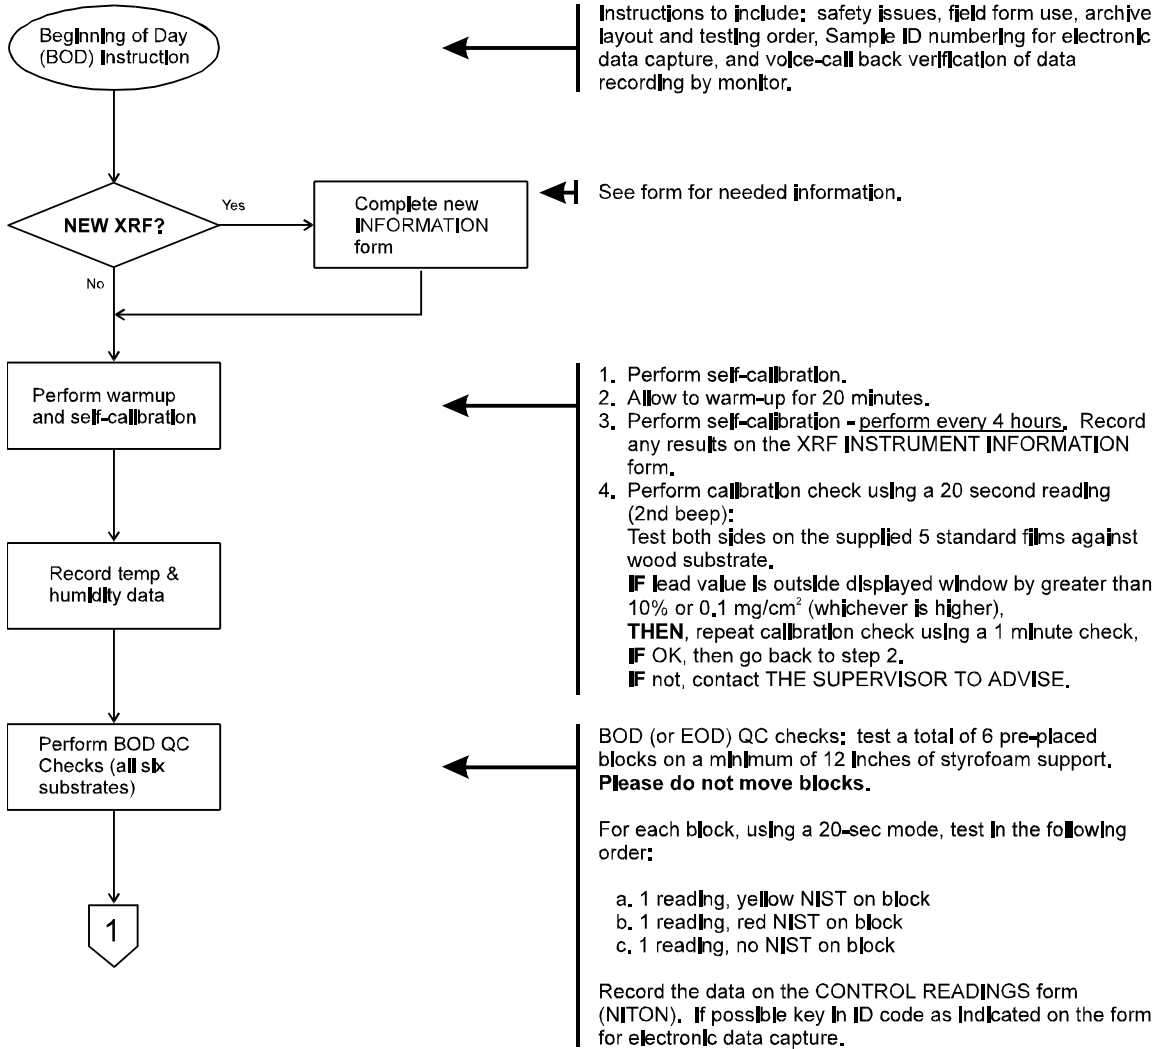 Beginning of Day
(BOD) Instruction
Instructions to include: safety issues, field form use, archive
layout and testing order, Sample ID numbering for electronic
data capture, and voice-call back verification of data
recording by monitor.
NEW XRF?
Yes
No
Complete new
INFORMATION
form
See form for needed information.
Perform warmup
and self-calibration
1. Perform self-calibration.
2. Allow to warm-up for 20 minutes.
3. Perform self-calibration - perform every 4 hours. Record
any results on the XRF INSTRUMENT INFORMATION
form.
4. Perform calibration check using a 20 second reading
(2nd beep):
Test both sides on the supplied 5 standard films against
wood substrate.
IF lead value is outside displayed window by greater than
10% or 0.1 mg/cm² (whichever is higher),
THEN, repeat calibration check using a 1 minute check,
IF OK, then go back to step 2.
IF not, contact THE SUPERVISOR TO ADVISE.
Record temp &
humidity data
Perform BOD QC
Checks (all six
substrates)
BOD (or EOD) QC checks: test a total of 6 pre-placed
blocks on a minimum of 12 inches of styrofoam support.
Please do not move blocks.
For each block, using a 20-sec mode, test in the following
order:
a. 1 reading, yellow NIST on block
b. 1 reading, red NIST on block
c. 1 reading, no NIST on block
Record the data on the CONTROL READINGS form
(NITON). If possible key in ID code as indicated on the form
for electronic data capture.
1